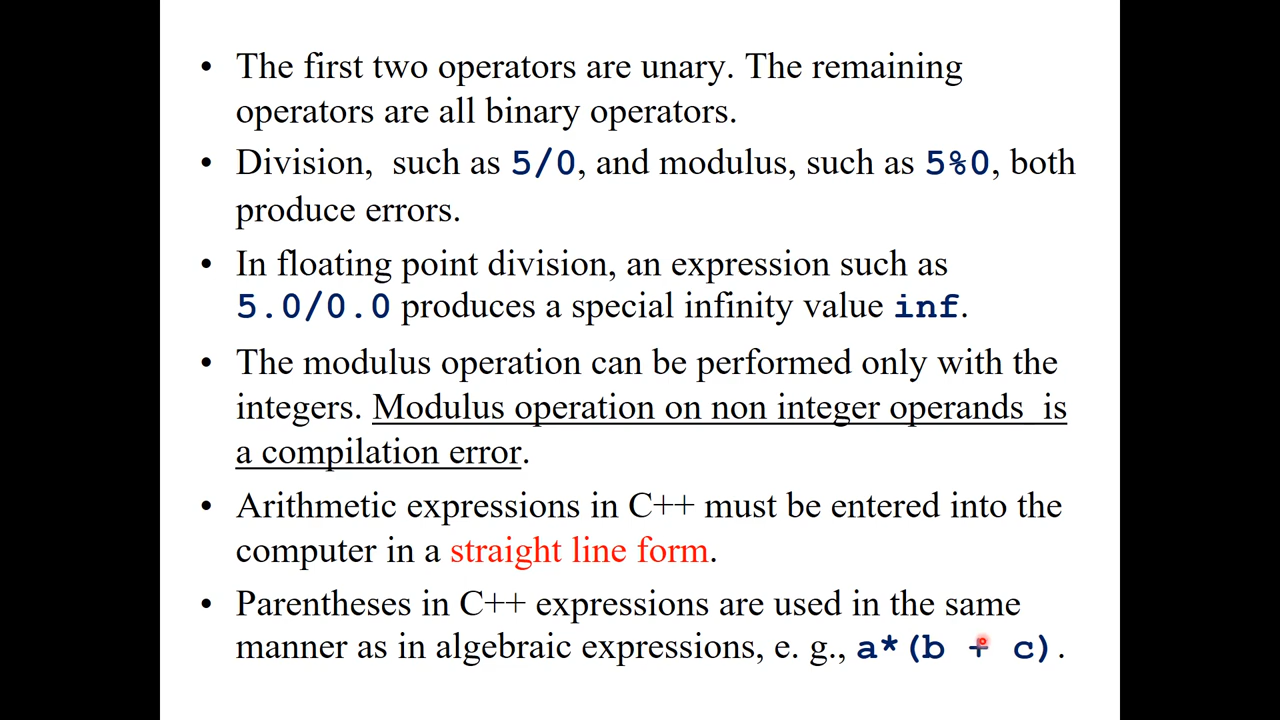 • The first two operators are unary. The remaining
operators are all binary operators.
• Division,  such as 5/0, and modulus, such as 5%0, both
produce errors.
• In floating point division, an expression such as
5.0/0.0 produces a special infinity value inf.
• The modulus operation can be performed only with the
integers. Modulus operation on non integer operands  is
a compilation error.
• Arithmetic expressions in C++ must be entered into the
computer in a straight line form.
• Parentheses in C++ expressions are used in the same
manner as in algebraic expressions, e. g., a*(b + c).